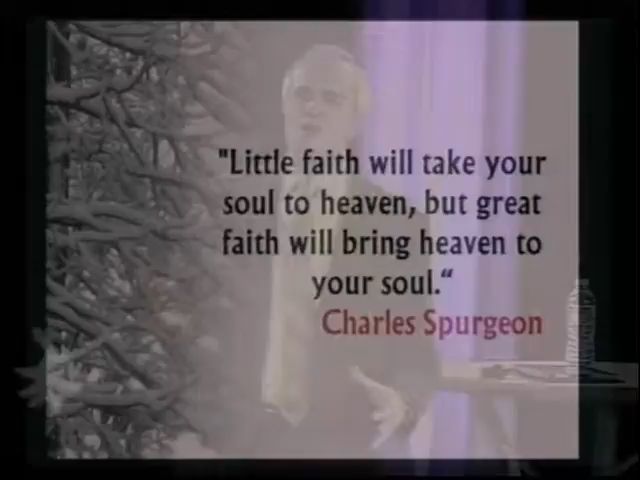 "Little faith will take your
soul to heaven, but great
faith will bring heaven to
your soul.“
Charles Spurgeon